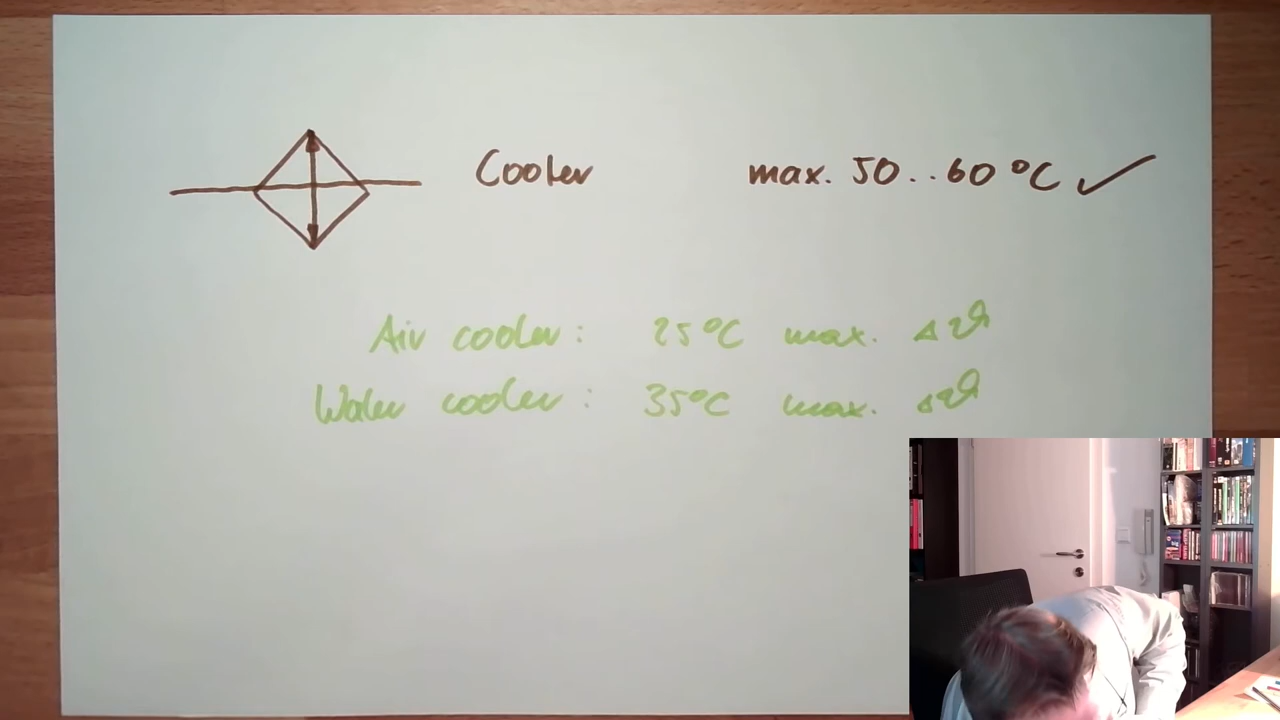 Cooler max. 50..60°C ✓
Air cooler: 25°C max. Δϑ
Water cooler: 35°C max. Δϑ